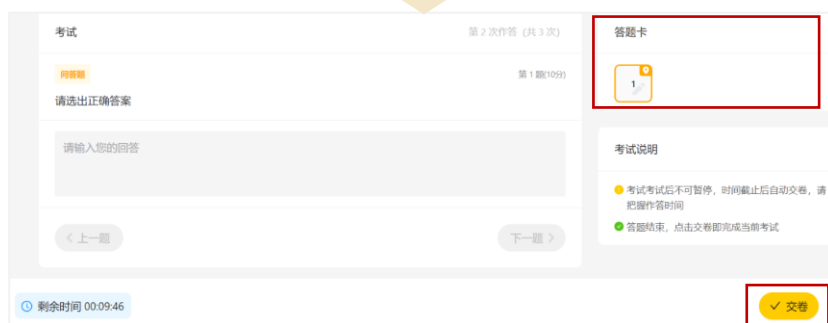 考试
第 2 次作答 (共 3 次)
问答题
第 1 题(10分)
请选出正确答案
请输入您的回答
< 上一题
下一题 >
答题卡
1
考试说明
考试考试后不可暂停，时间截止后自动交卷，请
把握作答时间
答题结束，点击交卷即完成当前考试
剩余时间 00:09:46
交卷